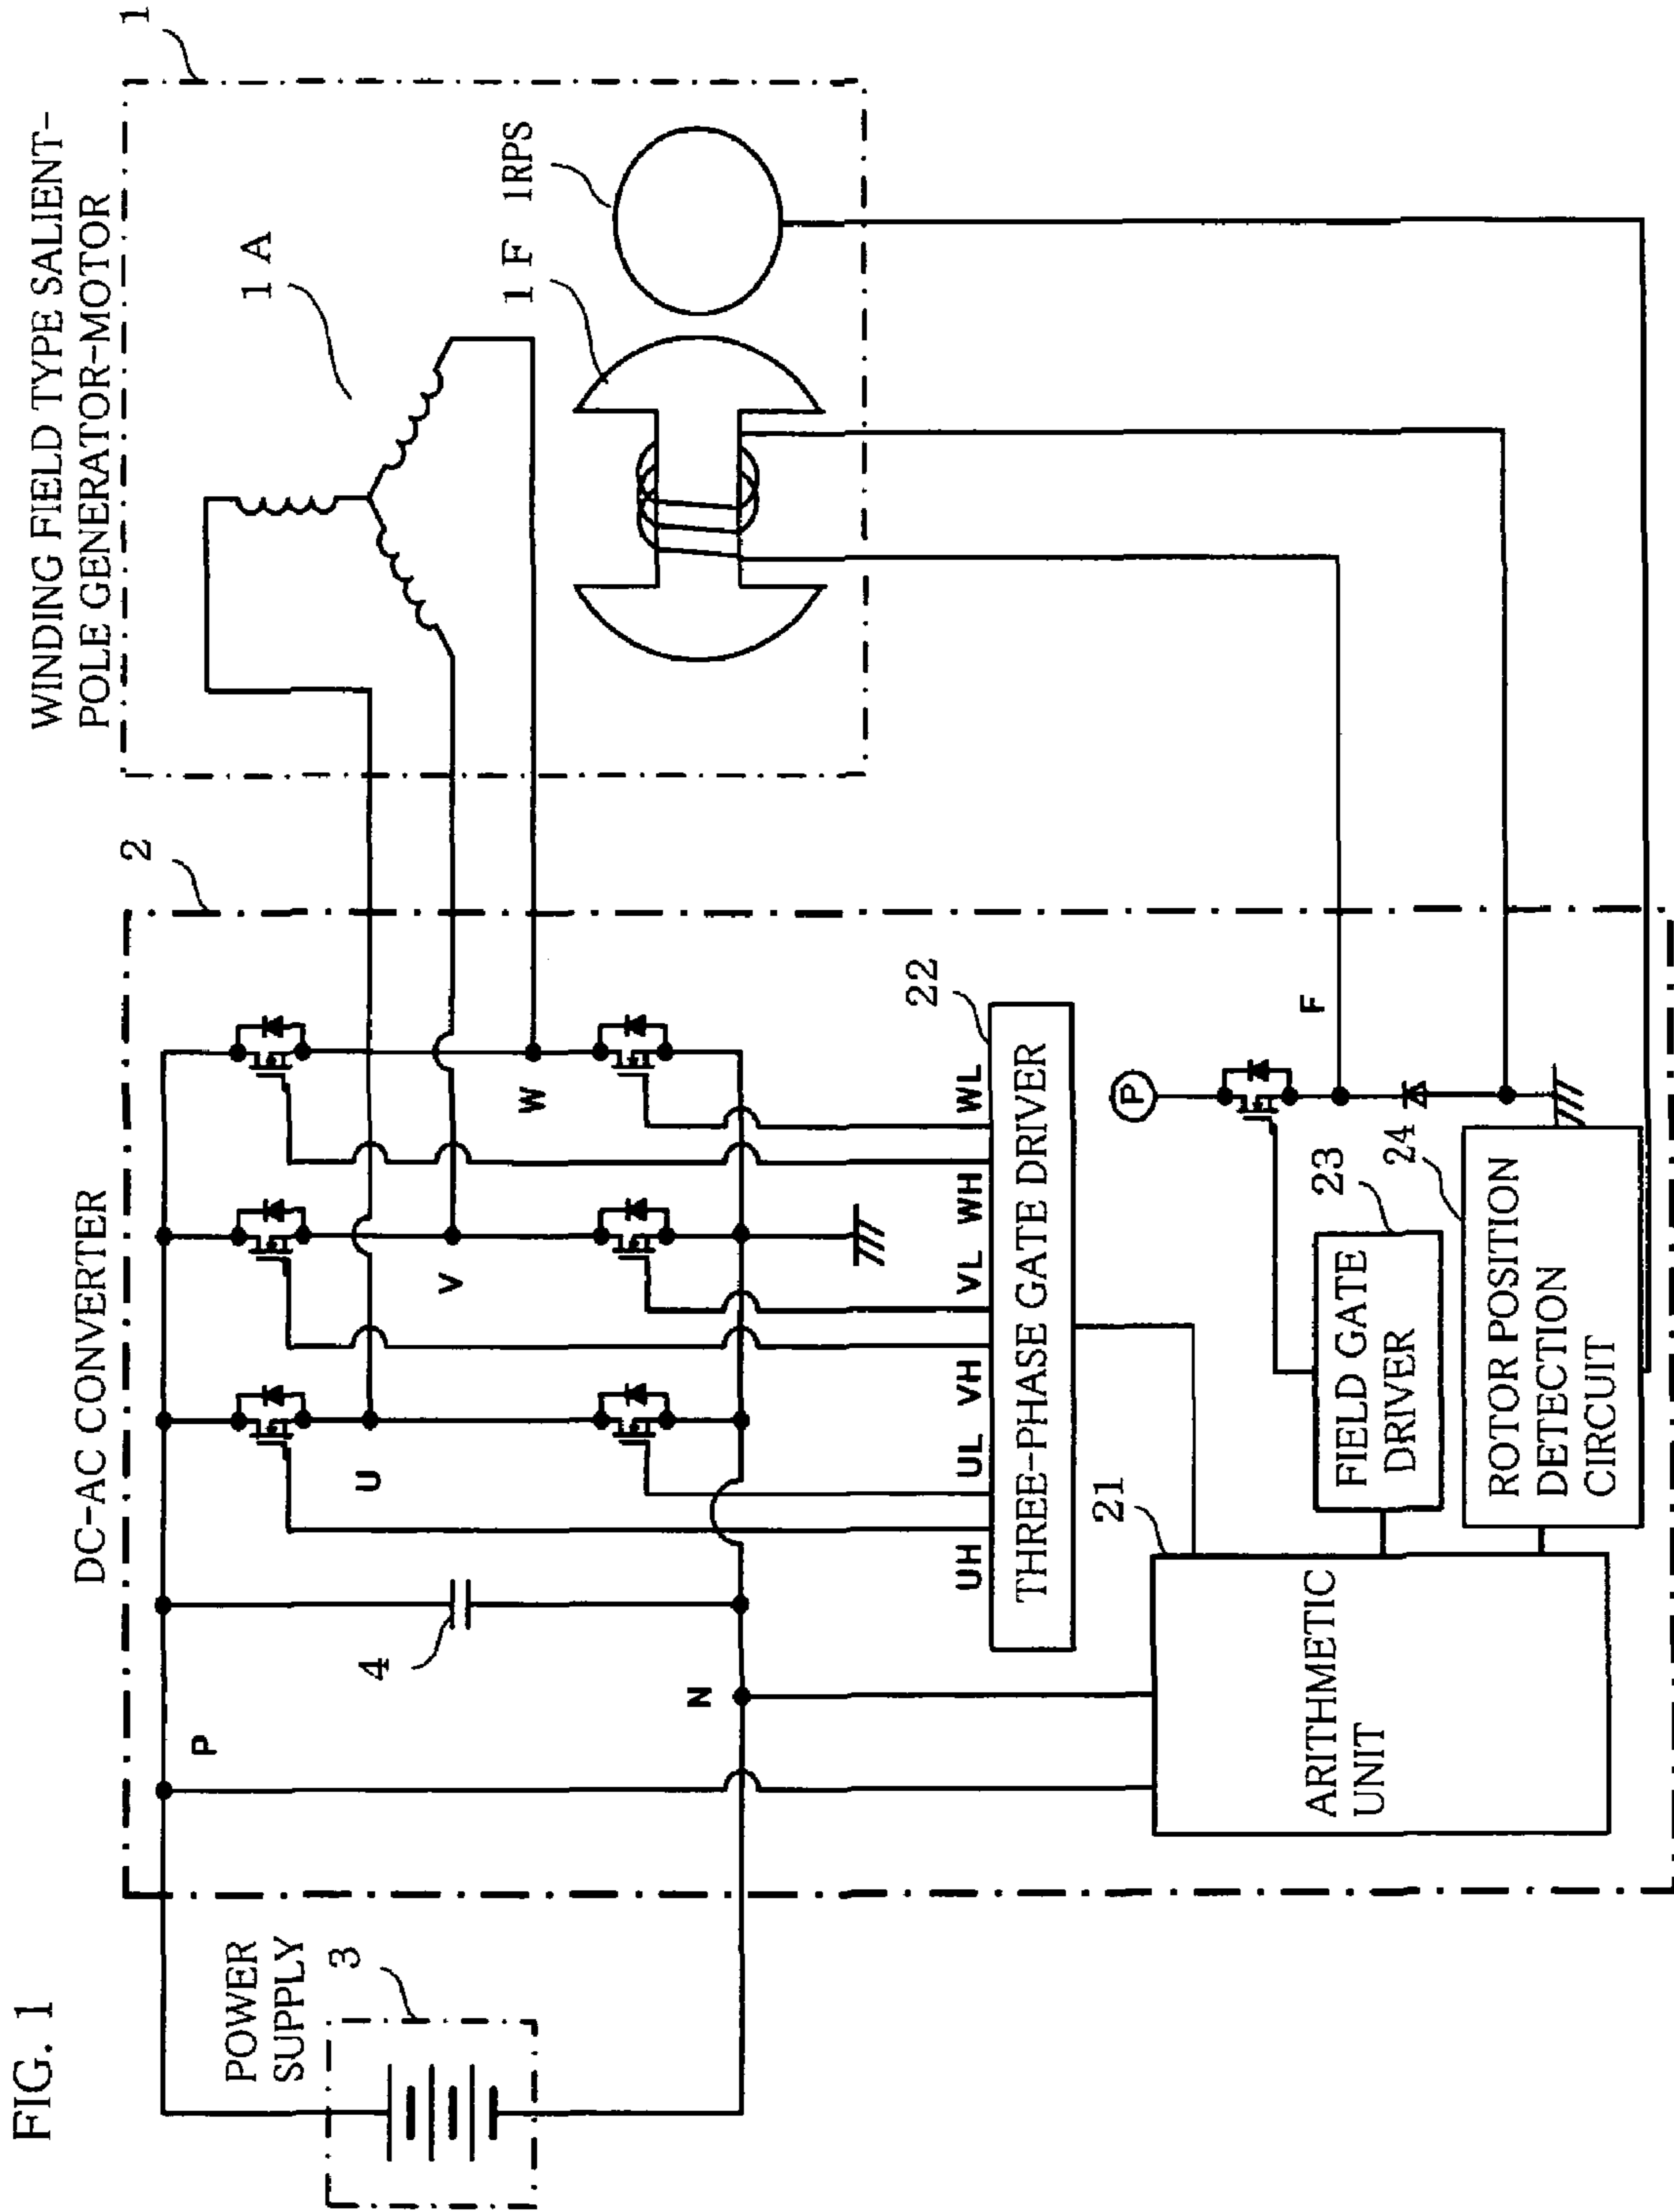 FIG. 1
WINDING FIELD TYPE SALIENT-
POLE GENERATOR-MOTOR
1
DC-AC CONVERTER
2
POWER
SUPPLY
3
P
4
N
U
V
W
1 A
1 F
1RPS
UH
UL
VH
VL
WH
WL
22
THREE-PHASE GATE DRIVER
21
ARITHMETIC
UNIT
P
F
23
FIELD GATE
DRIVER
24
ROTOR POSITION
DETECTION
CIRCUIT